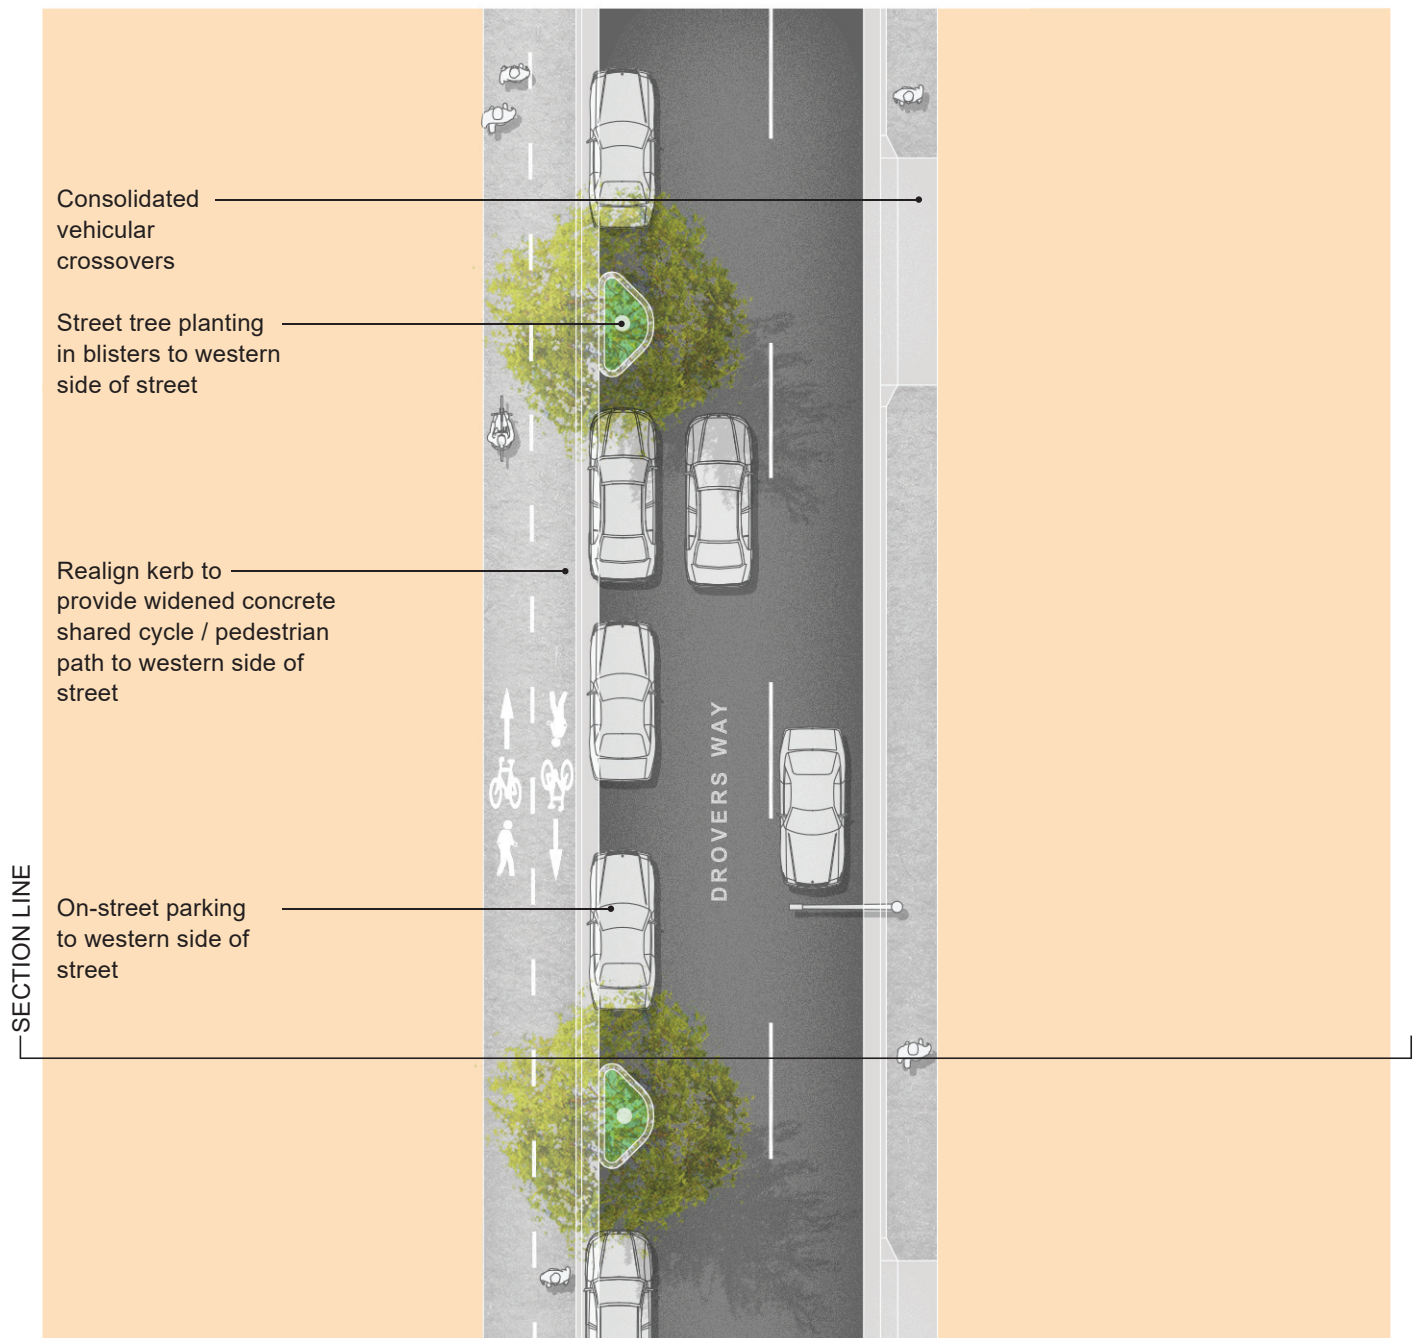 Consolidated
vehicular
crossovers
Street tree planting
in blisters to western
side of street
Realign kerb to
provide widened concrete
shared cycle / pedestrian
path to western side of
street
DROVERS WAY
On-street parking
to western side of
street
SECTION LINE